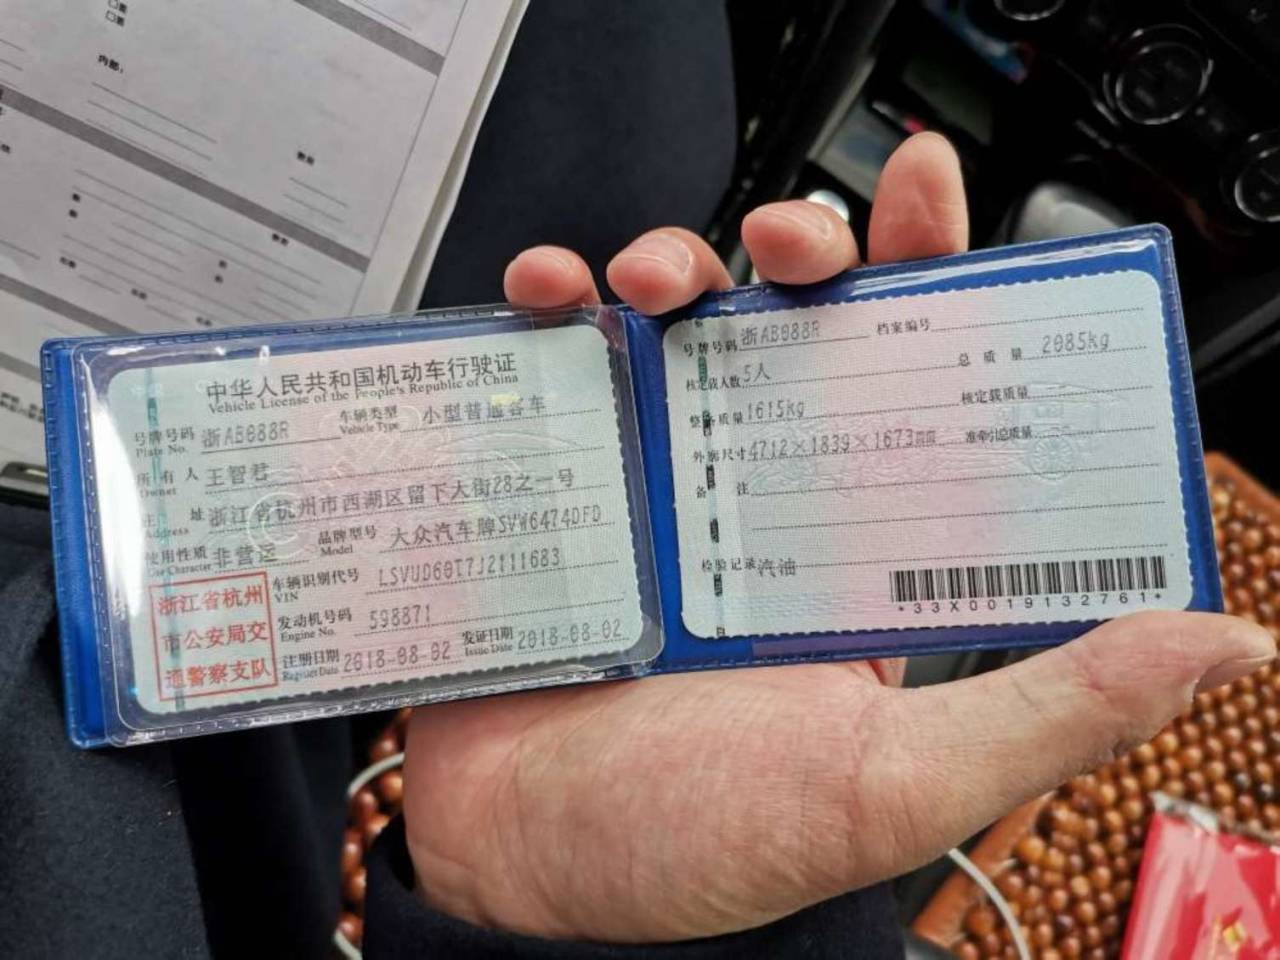 内部:
中华人民共和国机动车行驶证
Vehicle License of the People's Republic of China
号牌号码 浙AB088R 车辆类型 小型普通客车
Plate No. Vehicle Type
所有人 王智君
Owner
住址 浙江省杭州市西湖区留下大街28之一号
Address
使用性质 非营运 品牌型号 大众汽车牌SVW6474DFD
Use Character Model
浙江省杭州
市公安局交
通警察支队
车辆识别代号
VIN
发动机号码 598871
Engine No.
注册日期 2018-08-02 发证日期 2018-08-02
Register Date Issue Date
号牌号码 浙AB088R 档案编号
核定载人数 5人 总质量 2085kg
整备质量 1615kg 核定载质量
外廓尺寸 4712×1839×1673mm 准牵引总质量
备注
检验记录 汽油
*33X0019132761*